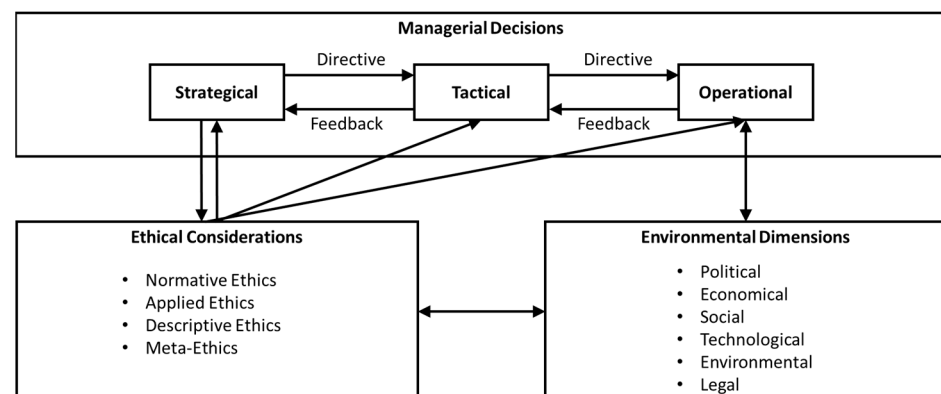 Managerial Decisions
Directive
Directive
Strategical
Tactical
Operational
Feedback
Feedback
Ethical Considerations
• Normative Ethics
• Applied Ethics
• Descriptive Ethics
• Meta-Ethics
Environmental Dimensions
• Political
• Economical
• Social
• Technological
• Environmental
• Legal